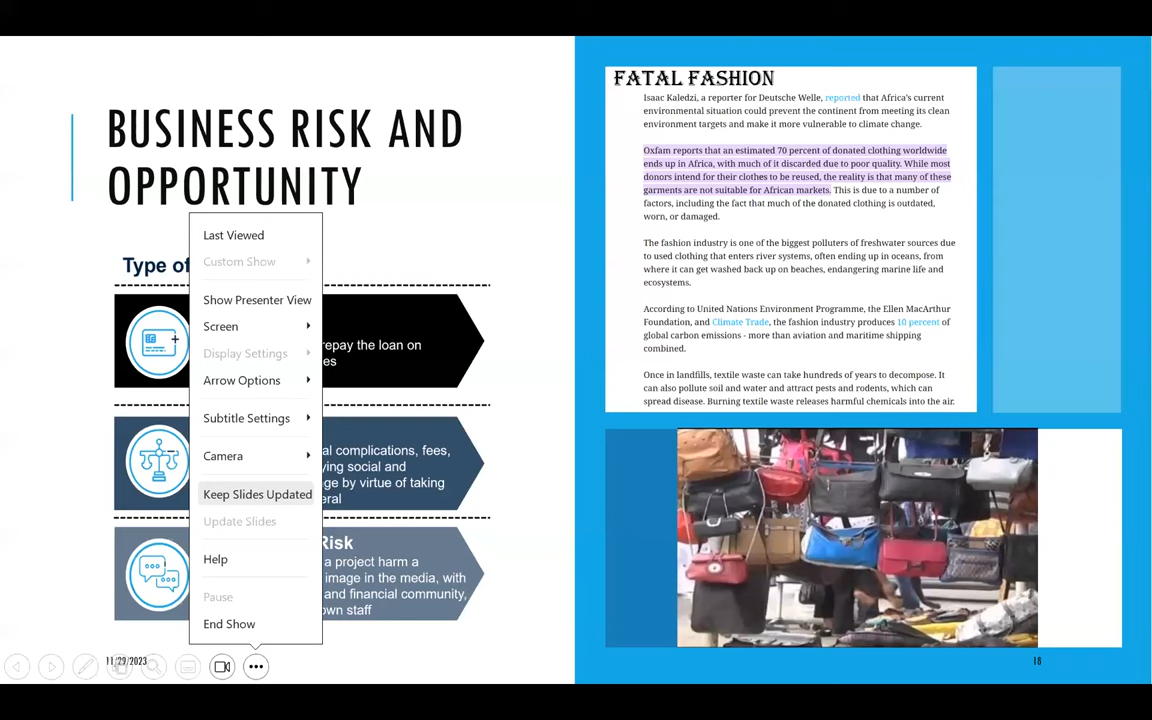 BUSINESS RISK AND
OPPORTUNITY
Type of
repay the loan on
es
al complications, fees,
ying social and
ge by virtue of taking
eral
Risk
a project harm a
image in the media, with
and financial community,
own staff
Last Viewed
Custom Show
Show Presenter View
Screen
Display Settings
Arrow Options
Subtitle Settings
Camera
Keep Slides Updated
Update Slides
Help
Pause
End Show
11/29/2023
FATAL FASHION
Isaac Kaledzi, a reporter for Deutsche Welle, reported that Africa's current
environmental situation could prevent the continent from meeting its clean
environment targets and make it more vulnerable to climate change.
Oxfam reports that an estimated 70 percent of donated clothing worldwide
ends up in Africa, with much of it discarded due to poor quality. While most
donors intend for their clothes to be reused, the reality is that many of these
garments are not suitable for African markets. This is due to a number of
factors, including the fact that much of the donated clothing is outdated,
worn, or damaged.
The fashion industry is one of the biggest polluters of freshwater sources due
to used clothing that enters river systems, often ending up in oceans, from
where it can get washed back up on beaches, endangering marine life and
ecosystems.
According to United Nations Environment Programme, the Ellen MacArthur
Foundation, and Climate Trade, the fashion industry produces 10 percent of
global carbon emissions - more than aviation and maritime shipping
combined.
Once in landfills, textile waste can take hundreds of years to decompose. It
can also pollute soil and water and attract pests and rodents, which can
spread disease. Burning textile waste releases harmful chemicals into the air.
18